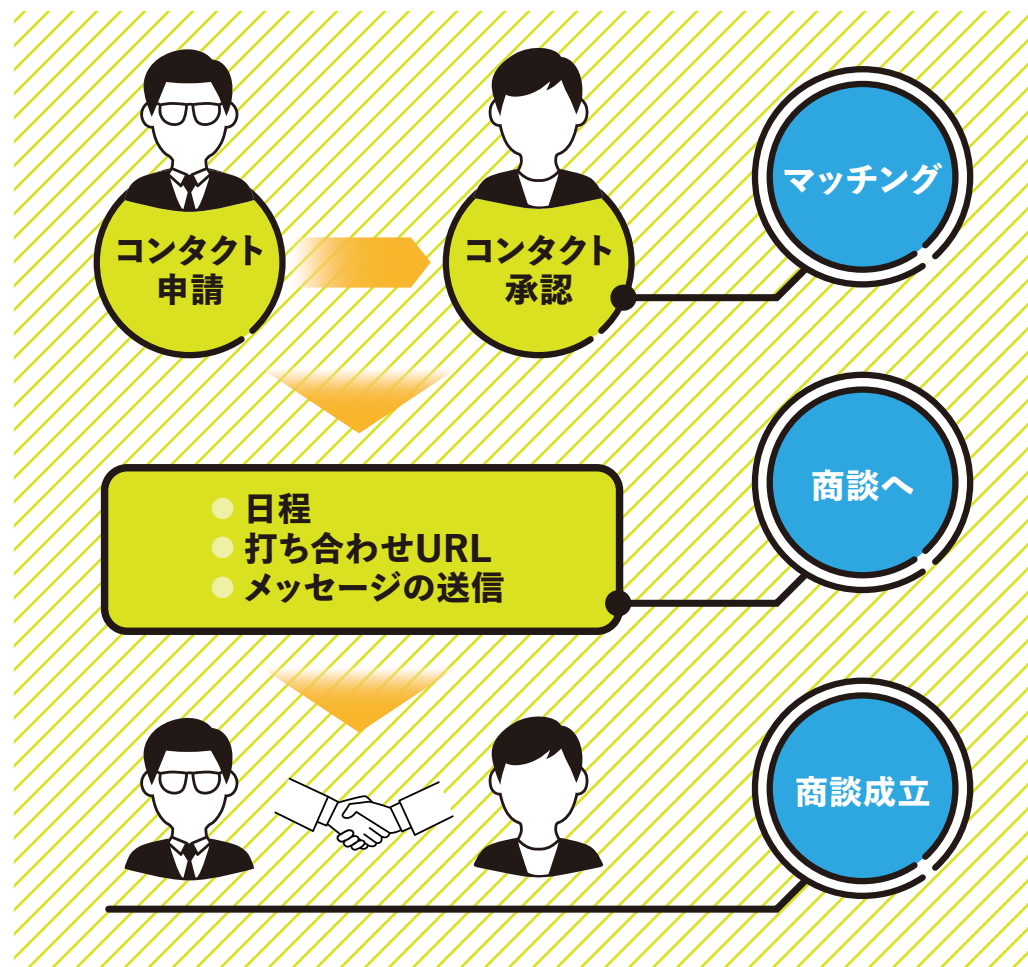 コンタクト
申請
コンタクト
承認
マッチング
日程
打ち合わせURL
メッセージの送信
商談へ
商談成立